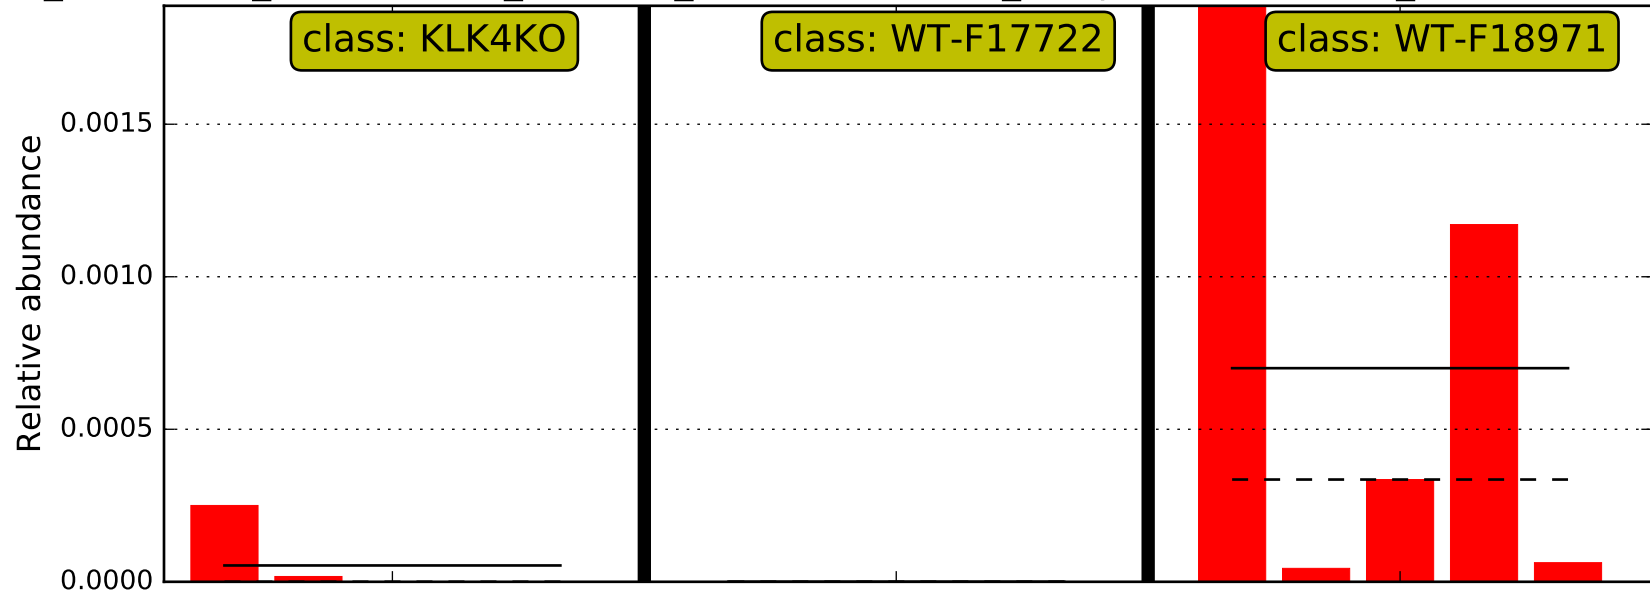 class: KLK4KO
class: WT-F17722
class: WT-F18971
Relative abundance
0.0015
0.0010
0.0005
0.0000